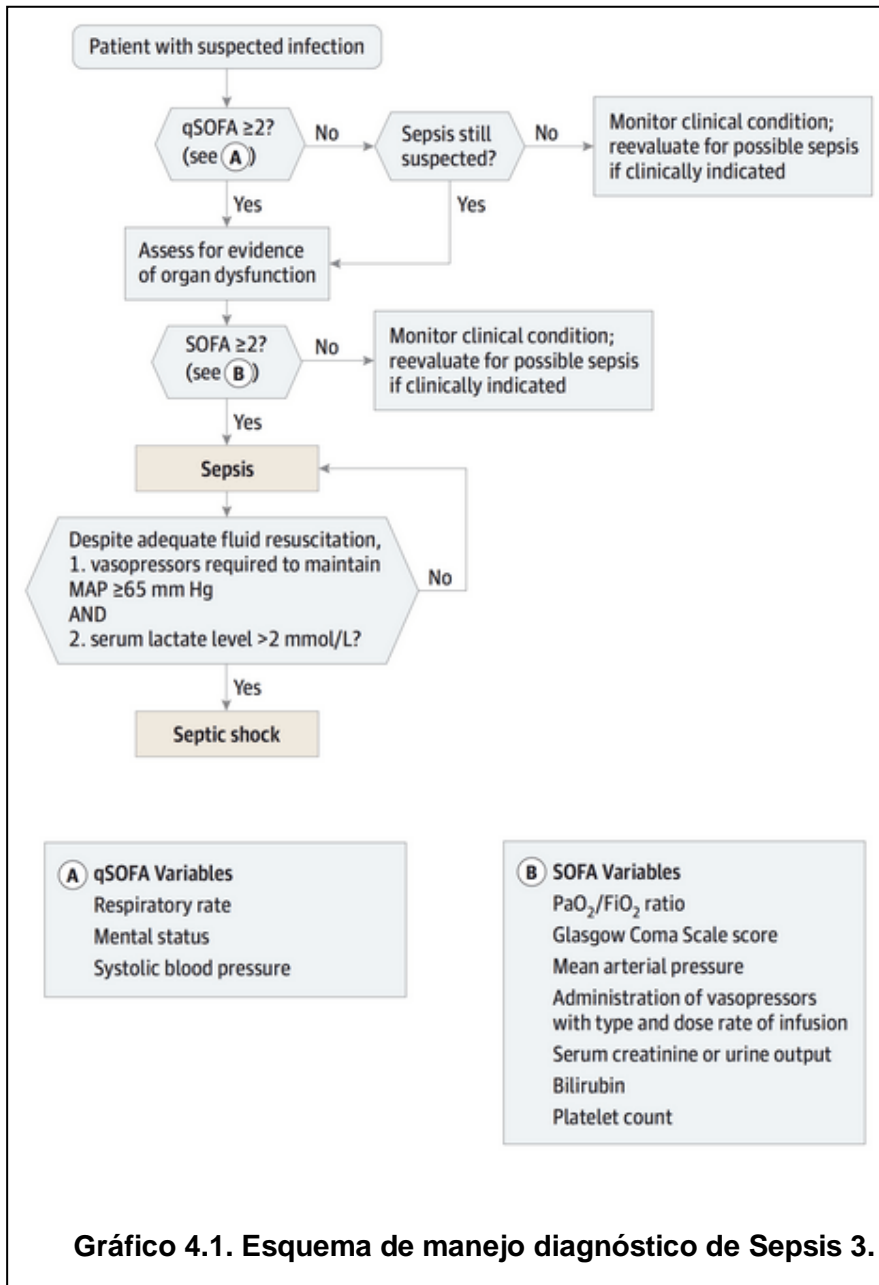 Patient with suspected infection
qSOFA ≥2?
(see A)
No
Sepsis still
suspected?
No
Monitor clinical condition;
reevaluate for possible sepsis
if clinically indicated
Yes
Yes
Assess for evidence
of organ dysfunction
SOFA ≥2?
(see B)
No
Monitor clinical condition;
reevaluate for possible sepsis
if clinically indicated
Yes
Sepsis
Despite adequate fluid resuscitation,
1. vasopressors required to maintain
MAP ≥65 mm Hg
AND
2. serum lactate level >2 mmol/L?
No
Yes
Septic shock
A qSOFA Variables
Respiratory rate
Mental status
Systolic blood pressure
B SOFA Variables
PaO₂/FiO₂ ratio
Glasgow Coma Scale score
Mean arterial pressure
Administration of vasopressors
with type and dose rate of infusion
Serum creatinine or urine output
Bilirubin
Platelet count
Gráfico 4.1. Esquema de manejo diagnóstico de Sepsis 3.